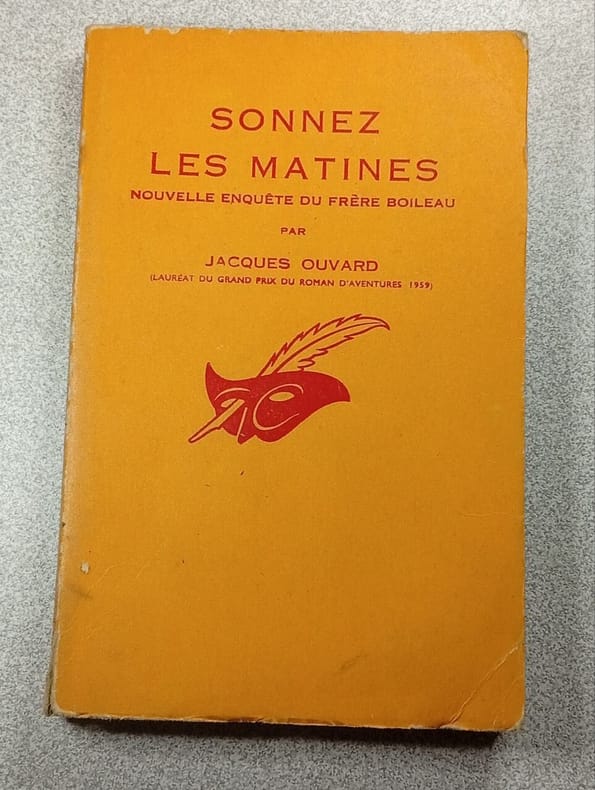 SONNEZ
LES MATINES
NOUVELLE ENQUÊTE DU FRÈRE BOILEAU
PAR
JACQUES OUVARD
(LAURÉAT DU GRAND PRIX DU ROMAN D'AVENTURES 1959)